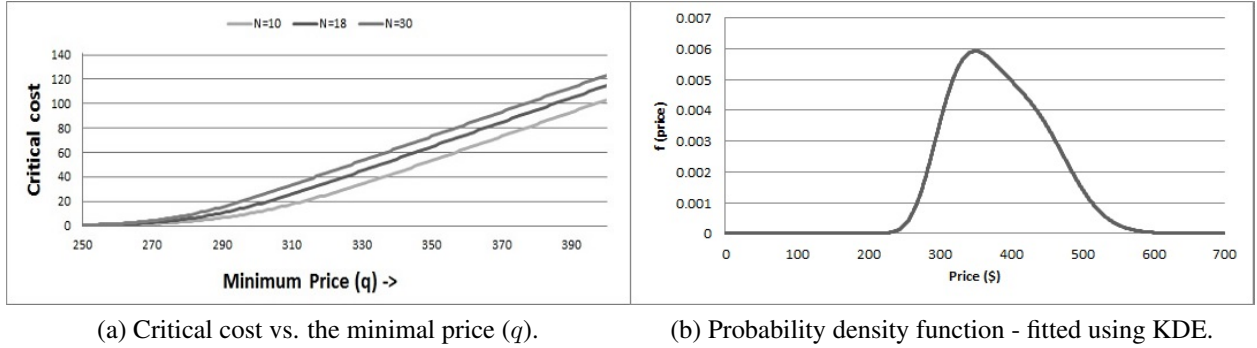 N=10 N=18 N=30
140
120
100
80
60
40
20
0
Critical cost
250 270 290 310 330 350 370 390
Minimum Price (q) ->
0.007
0.006
0.005
0.004
0.003
0.002
0.001
0
f (price)
0 100 200 300 400 500 600 700
Price ($)
(a) Critical cost vs. the minimal price (q).
(b) Probability density function - fitted using KDE.